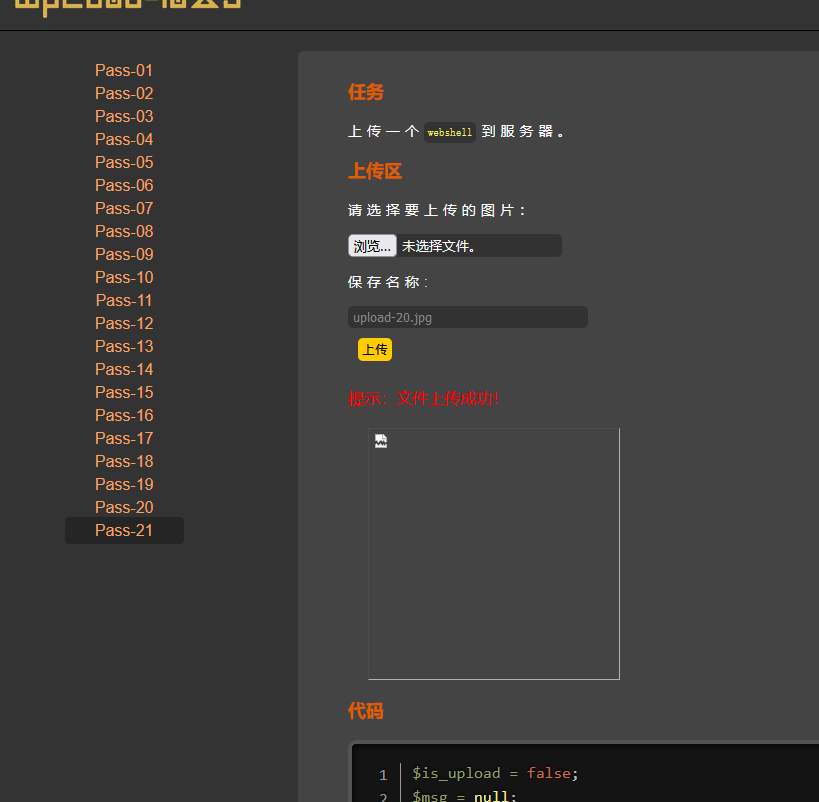 Pass-01
Pass-02
Pass-03
Pass-04
Pass-05
Pass-06
Pass-07
Pass-08
Pass-09
Pass-10
Pass-11
Pass-12
Pass-13
Pass-14
Pass-15
Pass-16
Pass-17
Pass-18
Pass-19
Pass-20
Pass-21
任务
上传一个 webshell 到服务器。
上传区
请选择要上传的图片：
浏览... 未选择文件。
保存名称:
upload-20.jpg
上传
提示：文件上传成功！
代码
1 $is_upload = false;
2 $msg = null;